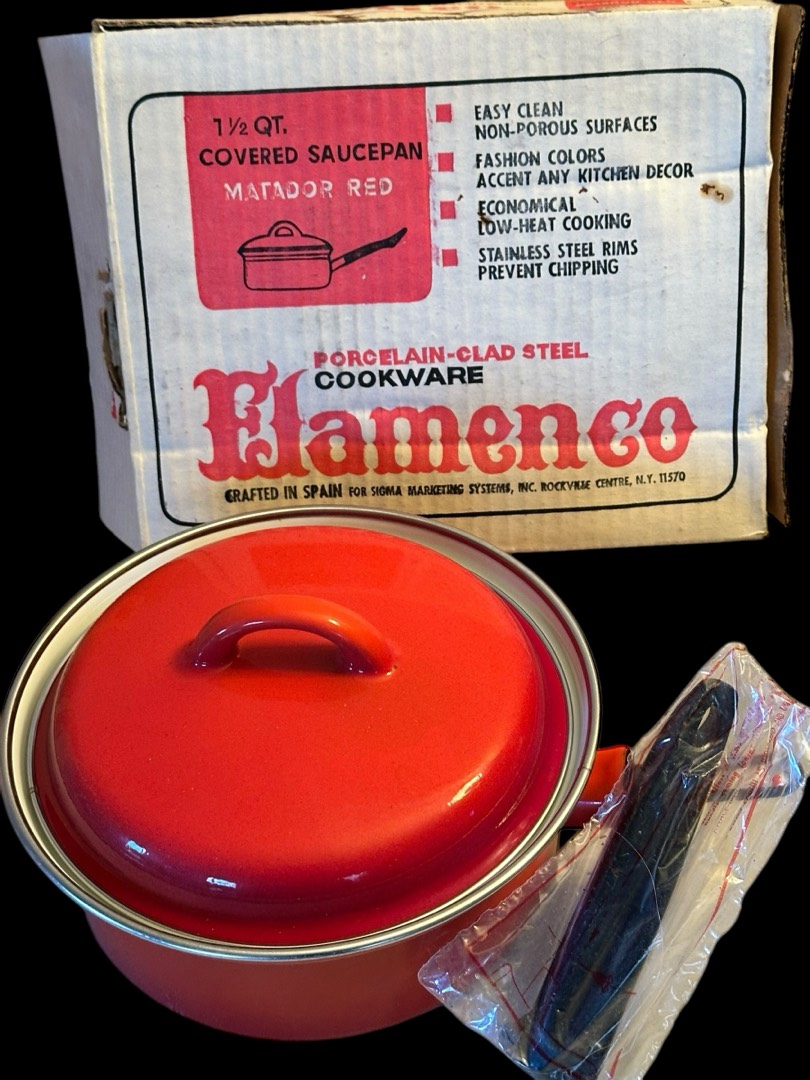 1 1/2 QT.
COVERED SAUCEPAN
MATADOR RED
EASY CLEAN
NON-POROUS SURFACES
FASHION COLORS
ACCENT ANY KITCHEN DECOR
ECONOMICAL
LOW-HEAT COOKING
STAINLESS STEEL RIMS
PREVENT CHIPPING
PORCELAIN-CLAD STEEL
COOKWARE
Flamenco
CRAFTED IN SPAIN FOR SIGMA MARKETING SYSTEMS, INC. ROCKVILLE CENTRE, N.Y. 11570